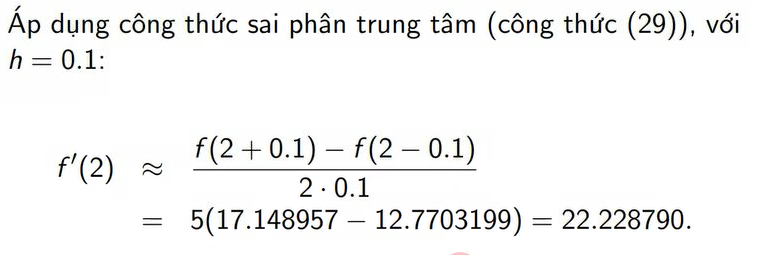 Áp dụng công thức sai phân trung tâm (công thức (29)), với
h = 0.1:
f′(2) ≈ \frac{f(2 + 0.1) − f(2 − 0.1)}{2 · 0.1}
= 5(17.148957 − 12.7703199) = 22.228790.